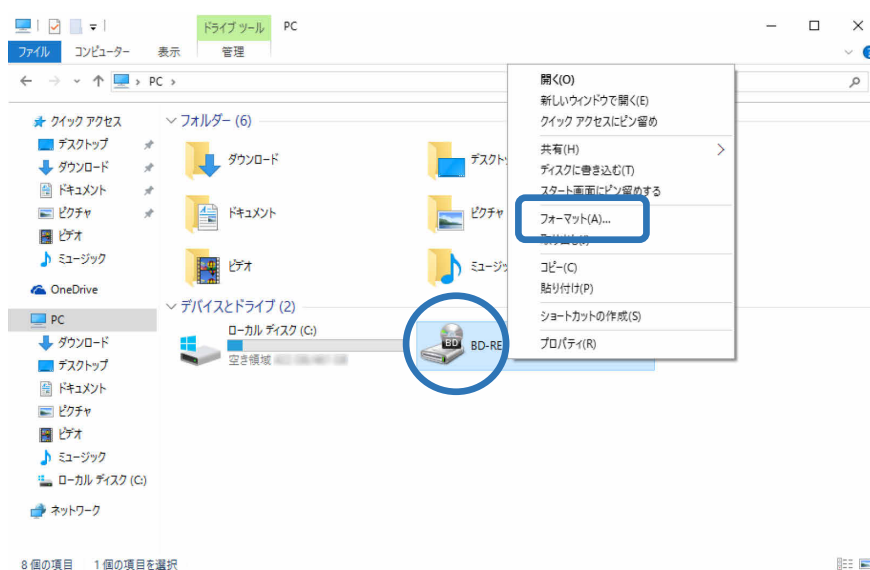 ドライブ ツール PC
ファイル コンピューター 表示 管理
PC
クイック アクセス
デスクトップ
ダウンロード
ドキュメント
ピクチャ
ビデオ
ミュージック
OneDrive
PC
ダウンロード
デスクトップ
ドキュメント
ピクチャ
ビデオ
ミュージック
ローカル ディスク (C:)
ネットワーク
フォルダー (6)
ダウンロード
デスクト
ドキュメント
ピクチャ
ビデオ
ミュージッ
デバイスとドライブ (2)
ローカル ディスク (C:)
空き領域
BD-RE
BD
開く(O)
新しいウィンドウで開く(E)
クイック アクセスにピン留め
共有(H)
ディスクに書き込む(T)
スタート画面にピン留めする
フォーマット(A)...
コピー(C)
貼り付け(P)
ショートカットの作成(S)
プロパティ(R)
8 個の項目 1 個の項目を選択